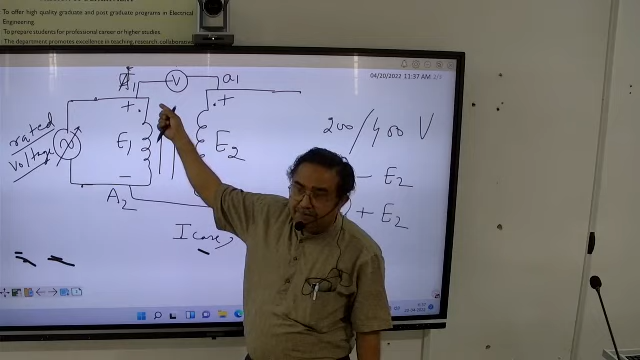 To offer high quality graduate and post graduate programs in Electrical
Engineering
To prepare students for professional career or higher studies.
This department promotes excellence in teaching, research, collaborative
04/20/2022 11:37 AM 2/3
A1
V
a1
+
+
rated
voltage
E1
E2
200/400 V
− E2
−
A2
+ E2
I